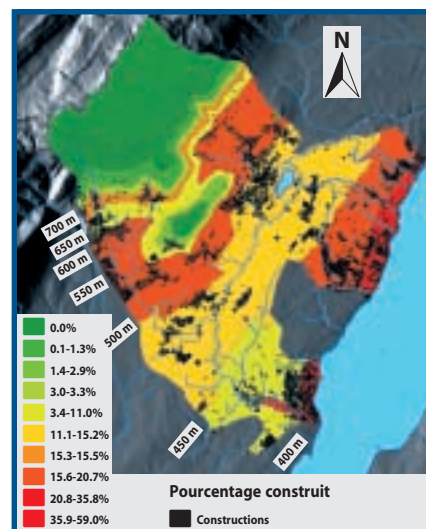 N
700 m
650 m
600 m
550 m
500 m
450 m
400 m
0.0%
0.1-1.3%
1.4-2.9%
3.0-3.3%
3.4-11.0%
11.1-15.2%
15.3-15.5%
15.6-20.7%
20.8-35.8%
35.9-59.0%
Pourcentage construit
Constructions